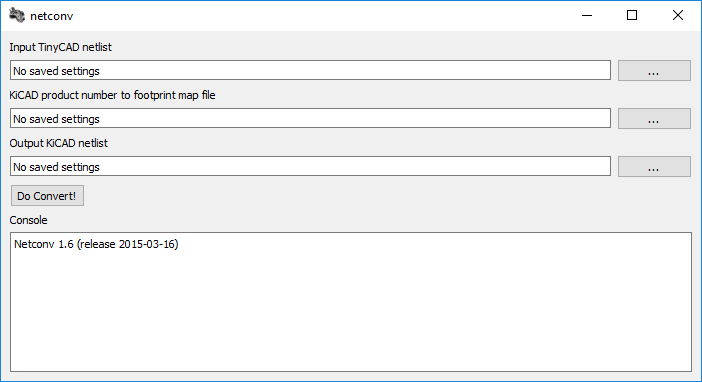 netconv
Input TinyCAD netlist
No saved settings
...
KiCAD product number to footprint map file
No saved settings
...
Output KiCAD netlist
No saved settings
...
Do Convert!
Console
Netconv 1.6 (release 2015-03-16)